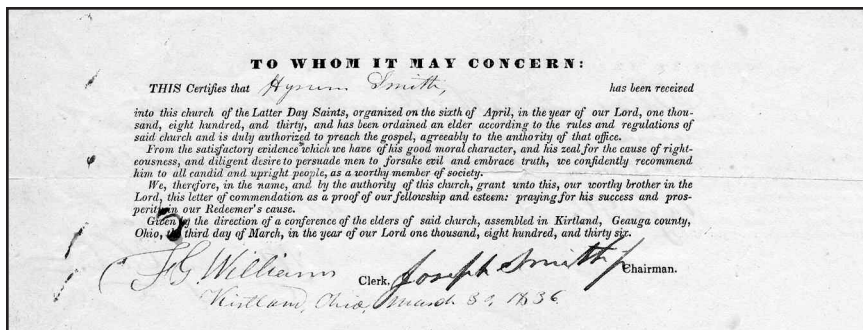 TO WHOM IT MAY CONCERN:
THIS Certifies that Hyrum Smith, has been received
into this church of the Latter Day Saints, organized on the sixth of April, in the year of our Lord, one thou-
sand, eight hundred, and thirty, and has been ordained an elder according to the rules and regulations of
said church and is duly authorized to preach the gospel, agreeably to the authority of that office.
From the satisfactory evidence which we have of his good moral character, and his zeal for the cause of right-
eousness, and diligent desire to persuade men to forsake evil and embrace truth, we confidently recommend
him to all candid and upright people, as a worthy member of society.
We, therefore, in the name, and by the authority of this church, grant unto this, our worthy brother in the
Lord, this letter of commendation as a proof of our fellowship and esteem: praying for his success and pros-
perity in our Redeemer's cause.
Given by the direction of a conference of the elders of said church, assembled in Kirtland, Geauga county,
Ohio, the third day of March, in the year of our Lord one thousand, eight hundred, and thirty six.
F G Williams Clerk. Joseph Smith jr Chairman.
Kirtland, Ohio, March 30, 1836